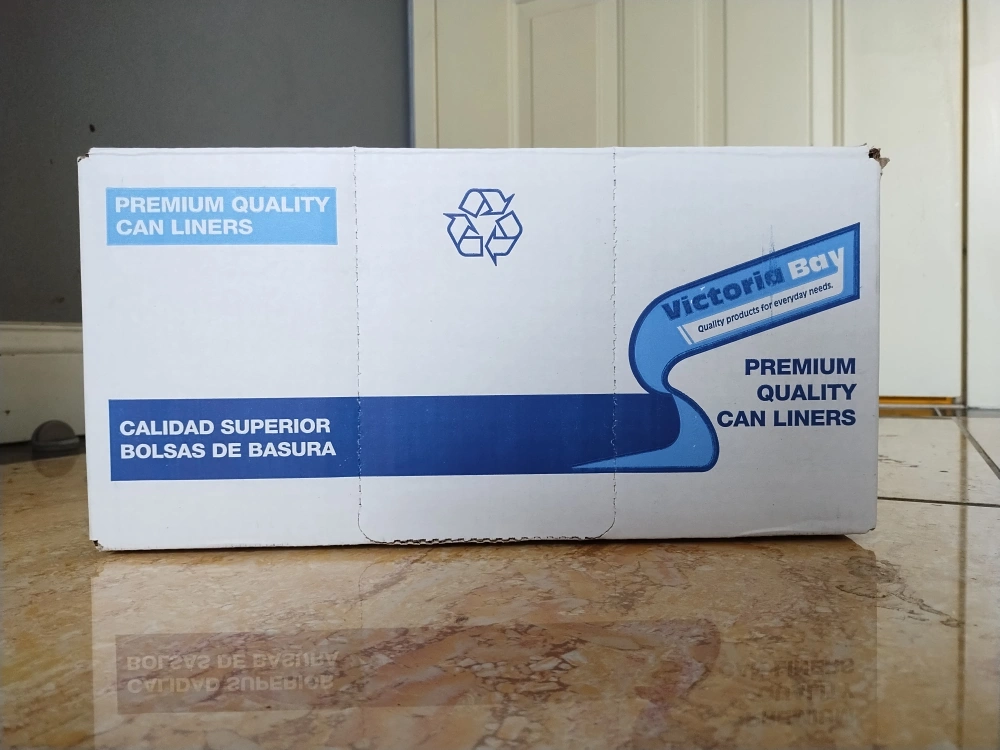 PREMIUM QUALITY
CAN LINERS
Victoria Bay
Quality products for everyday needs.
PREMIUM
QUALITY
CAN LINERS
CALIDAD SUPERIOR
BOLSAS DE BASURA